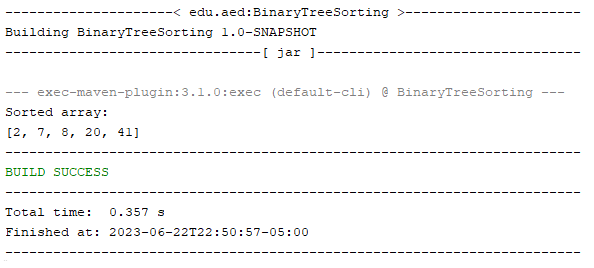 ---------------------< edu.aed:BinaryTreeSorting >----------------------
Building BinaryTreeSorting 1.0-SNAPSHOT
--------------------------------[ jar ]---------------------------------
--- exec-maven-plugin:3.1.0:exec (default-cli) @ BinaryTreeSorting ---
Sorted array:
[2, 7, 8, 20, 41]
------------------------------------------------------------------------
BUILD SUCCESS
------------------------------------------------------------------------
Total time:  0.357 s
Finished at: 2023-06-22T22:50:57-05:00
------------------------------------------------------------------------